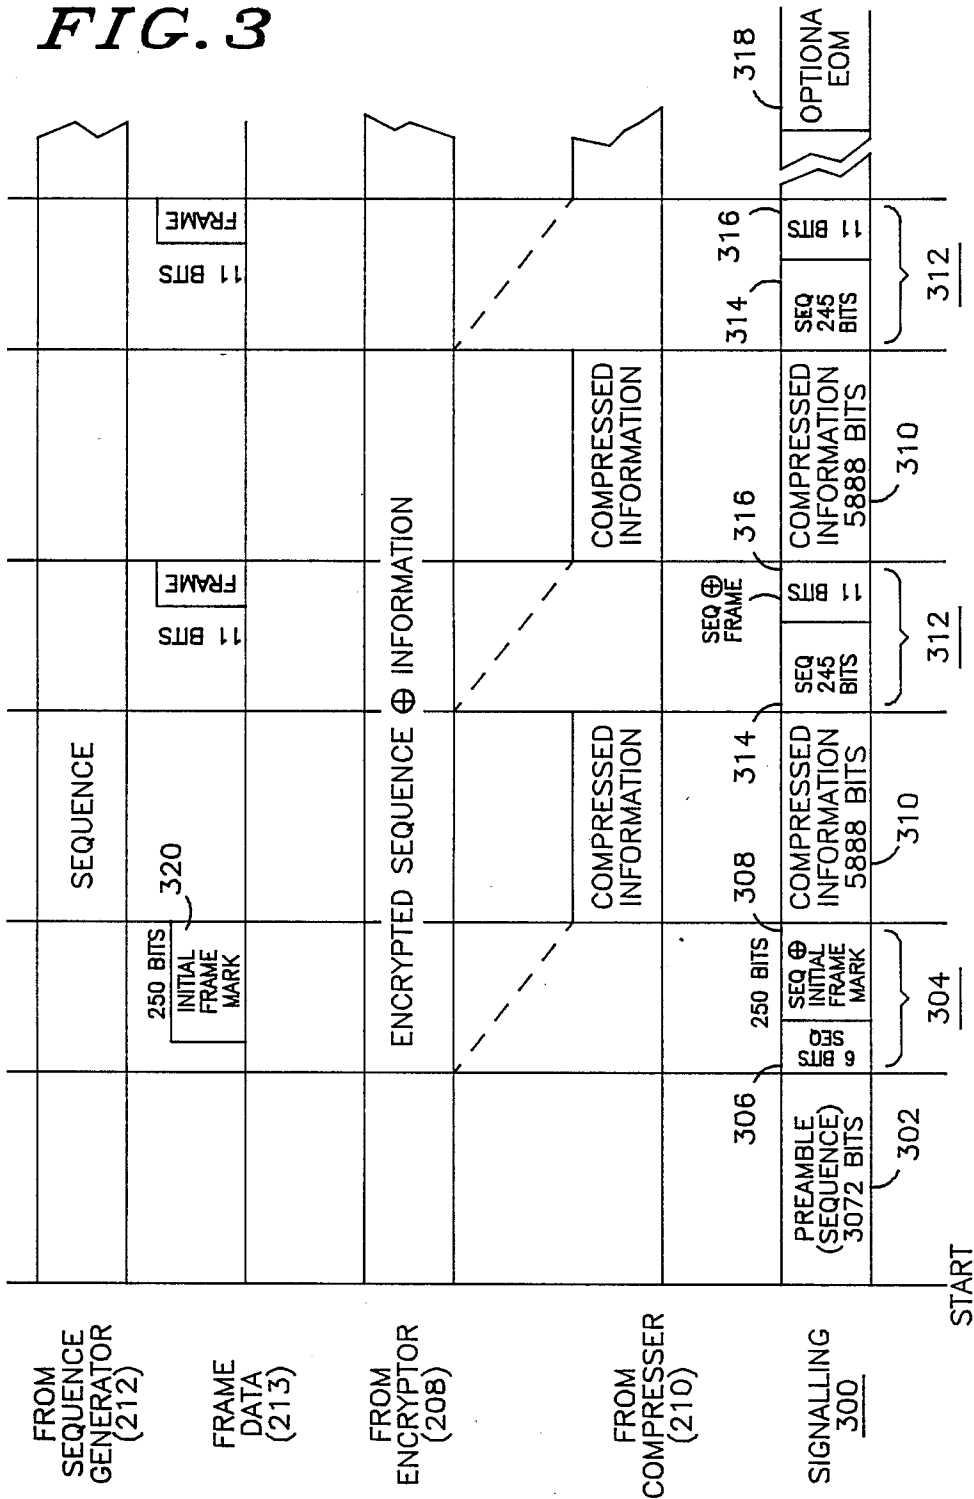 FIG. 3
FROM
SEQUENCE
GENERATOR
(212)
SEQUENCE
FRAME
DATA
(213)
250 BITS
INITIAL
FRAME
MARK
320
11 BITS
FRAME
11 BITS
FRAME
FROM
ENCRYPTOR
(208)
ENCRYPTED SEQUENCE ⊕ INFORMATION
FROM
COMPRESSER
(210)
COMPRESSED
INFORMATION
COMPRESSED
INFORMATION
SIGNALLING
300
START
PREAMBLE
(SEQUENCE)
3072 BITS
302
306
6 BITS
SEQ
250 BITS
SEQ ⊕
INITIAL
FRAME
MARK
308
304
COMPRESSED
INFORMATION
5888 BITS
310
314
SEQ
245
BITS
SEQ ⊕
FRAME
11 BITS
316
312
COMPRESSED
INFORMATION
5888 BITS
310
314
SEQ
245
BITS
11 BITS
316
312
318
OPTIONA
EOM